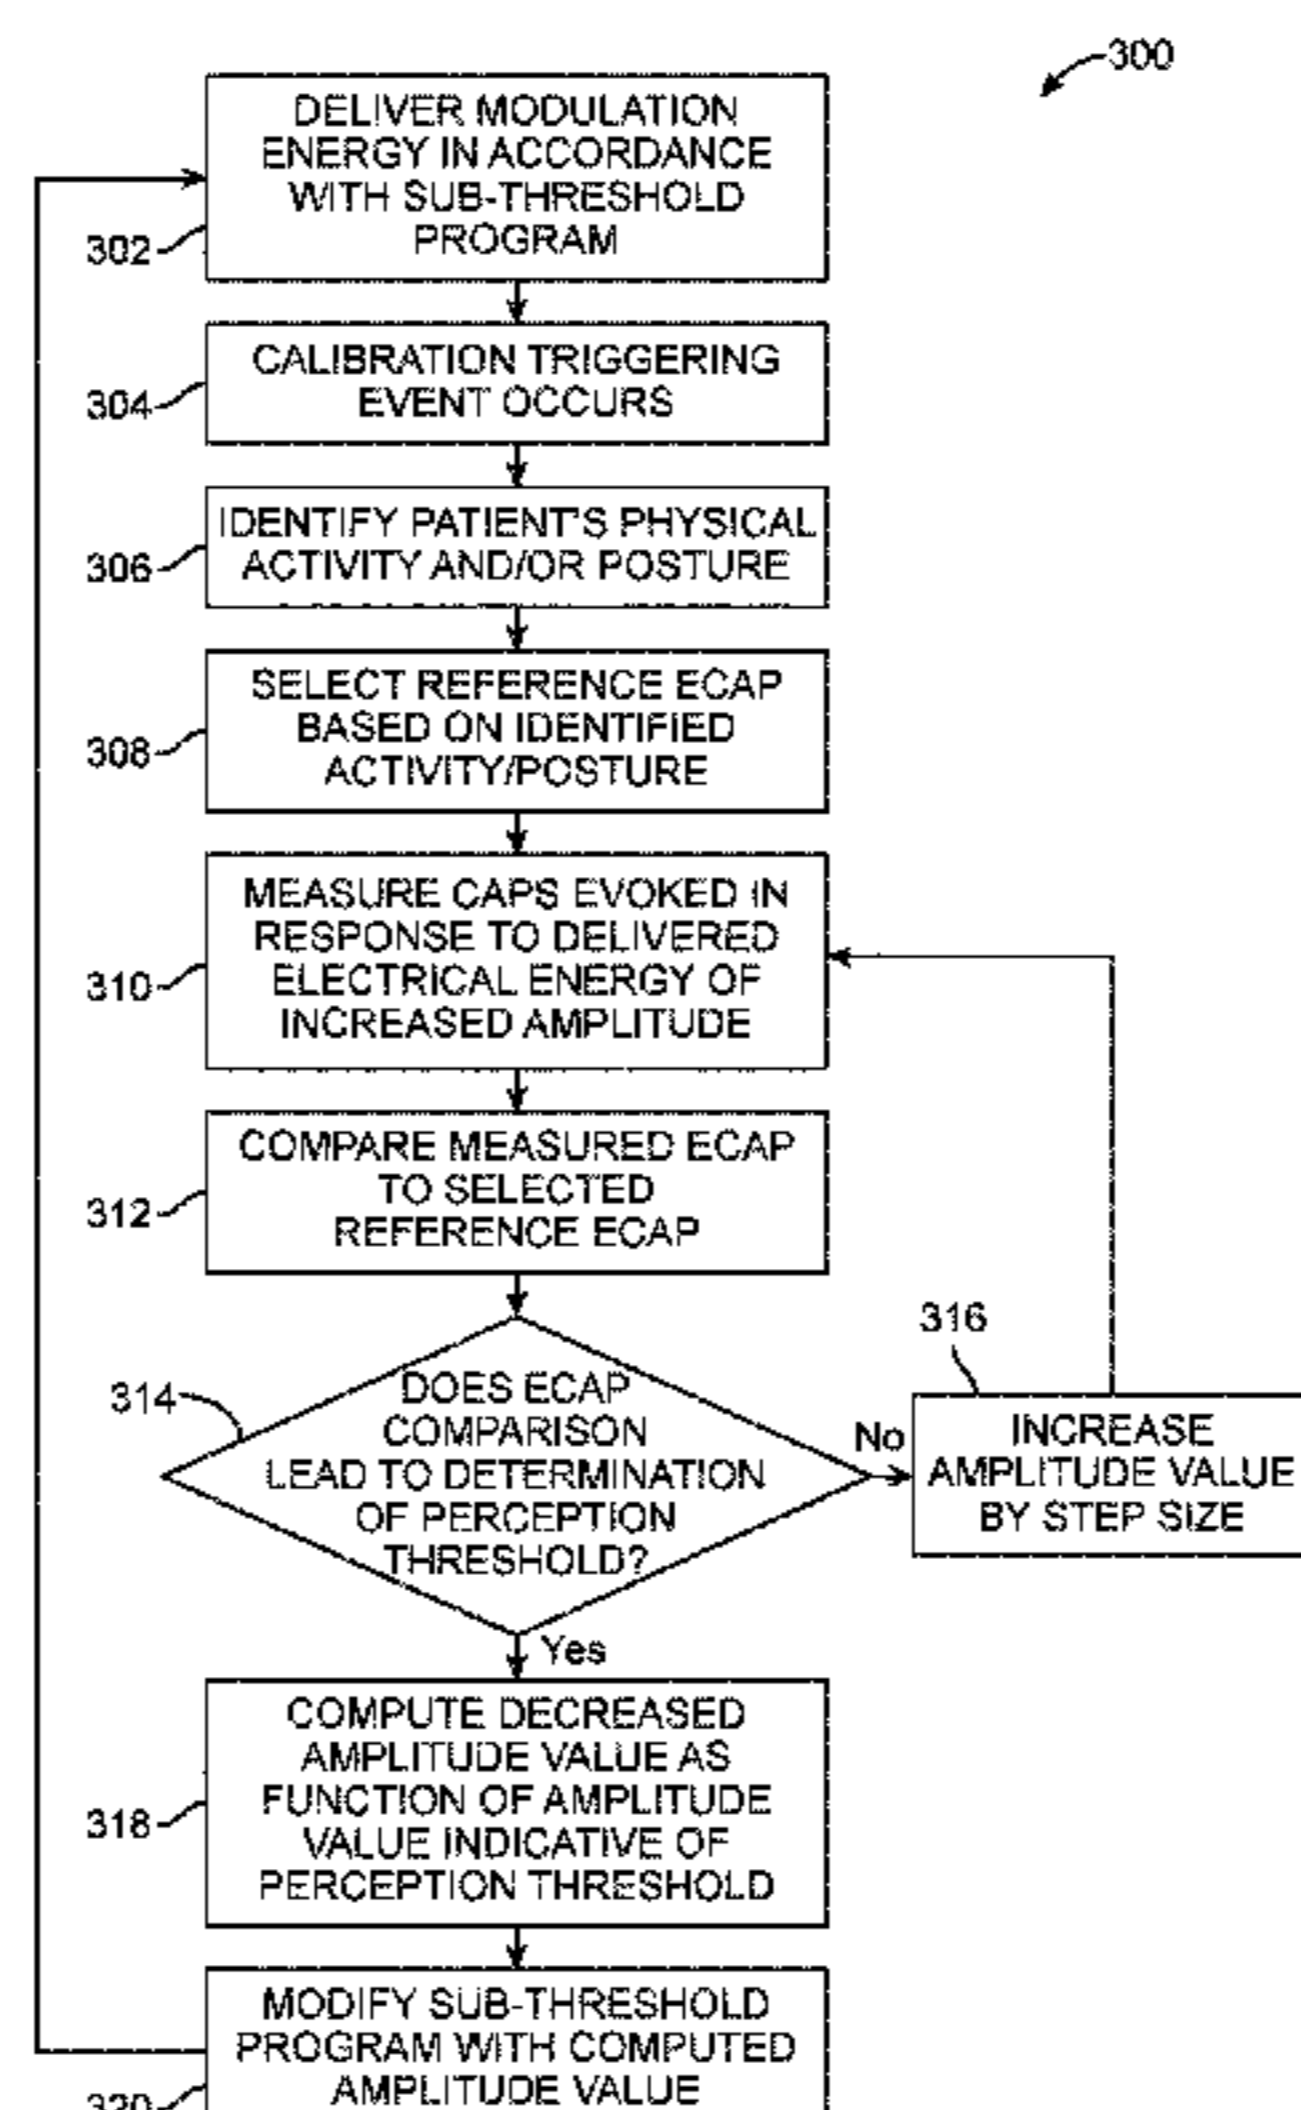 300
DELIVER MODULATION
ENERGY IN ACCORDANCE
WITH SUB-THRESHOLD
PROGRAM
302
CALIBRATION TRIGGERING
EVENT OCCURS
304
IDENTIFY PATIENT'S PHYSICAL
ACTIVITY AND/OR POSTURE
306
SELECT REFERENCE ECAP
BASED ON IDENTIFIED
ACTIVITY/POSTURE
308
MEASURE CAPS EVOKED IN
RESPONSE TO DELIVERED
ELECTRICAL ENERGY OF
INCREASED AMPLITUDE
310
COMPARE MEASURED ECAP
TO SELECTED
REFERENCE ECAP
312
314
DOES ECAP
COMPARISON
LEAD TO DETERMINATION
OF PERCEPTION
THRESHOLD?
No
316
INCREASE
AMPLITUDE VALUE
BY STEP SIZE
Yes
COMPUTE DECREASED
AMPLITUDE VALUE AS
FUNCTION OF AMPLITUDE
VALUE INDICATIVE OF
PERCEPTION THRESHOLD
318
MODIFY SUB-THRESHOLD
PROGRAM WITH COMPUTED
AMPLITUDE VALUE
320